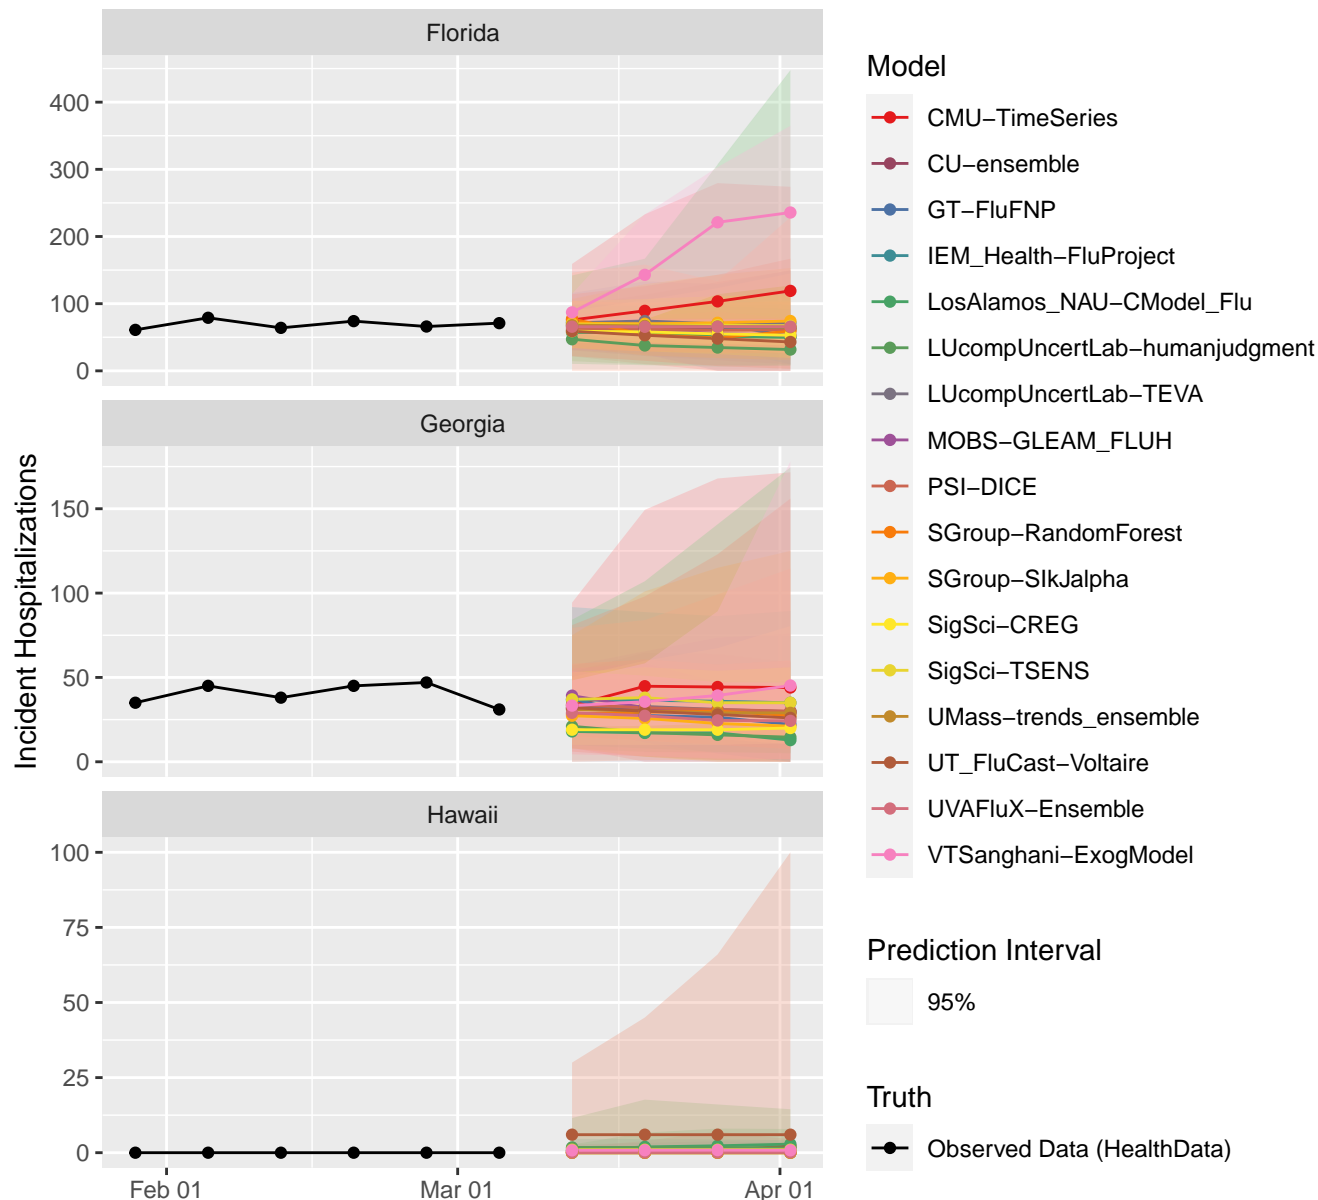 Florida
400
300
200
100
0
Georgia
150
100
50
0
Hawaii
100
75
50
25
0
Feb 01
Mar 01
Apr 01
Incident Hospitalizations
Model
CMU−TimeSeries
CU−ensemble
GT−FluFNP
IEM_Health−FluProject
LosAlamos_NAU−CModel_Flu
LUcompUncertLab−humanjudgment
LUcompUncertLab−TEVA
MOBS−GLEAM_FLUH
PSI−DICE
SGroup−RandomForest
SGroup−SIkJalpha
SigSci−CREG
SigSci−TSENS
UMass−trends_ensemble
UT_FluCast−Voltaire
UVAFluX−Ensemble
VTSanghani−ExogModel
Prediction Interval
95%
Truth
Observed Data (HealthData)